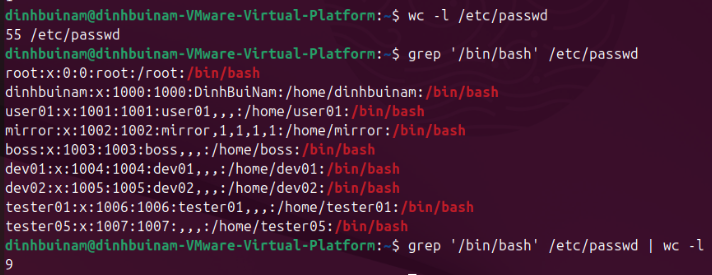 dinhbuinam@dinhbuinam-VMware-Virtual-Platform:~$ wc -l /etc/passwd
55 /etc/passwd
dinhbuinam@dinhbuinam-VMware-Virtual-Platform:~$ grep '/bin/bash' /etc/passwd
root:x:0:0:root:/root:/bin/bash
dinhbuinam:x:1000:1000:DinhBuiNam:/home/dinhbuinam:/bin/bash
user01:x:1001:1001:user01,,,:/home/user01:/bin/bash
mirror:x:1002:1002:mirror,1,1,1,1:/home/mirror:/bin/bash
boss:x:1003:1003:boss,,,:/home/boss:/bin/bash
dev01:x:1004:1004:dev01,,,:/home/dev01:/bin/bash
dev02:x:1005:1005:dev02,,,:/home/dev02:/bin/bash
tester01:x:1006:1006:tester01,,,:/home/tester01:/bin/bash
tester05:x:1007:1007:,,,:/home/tester05:/bin/bash
dinhbuinam@dinhbuinam-VMware-Virtual-Platform:~$ grep '/bin/bash' /etc/passwd | wc -l
9